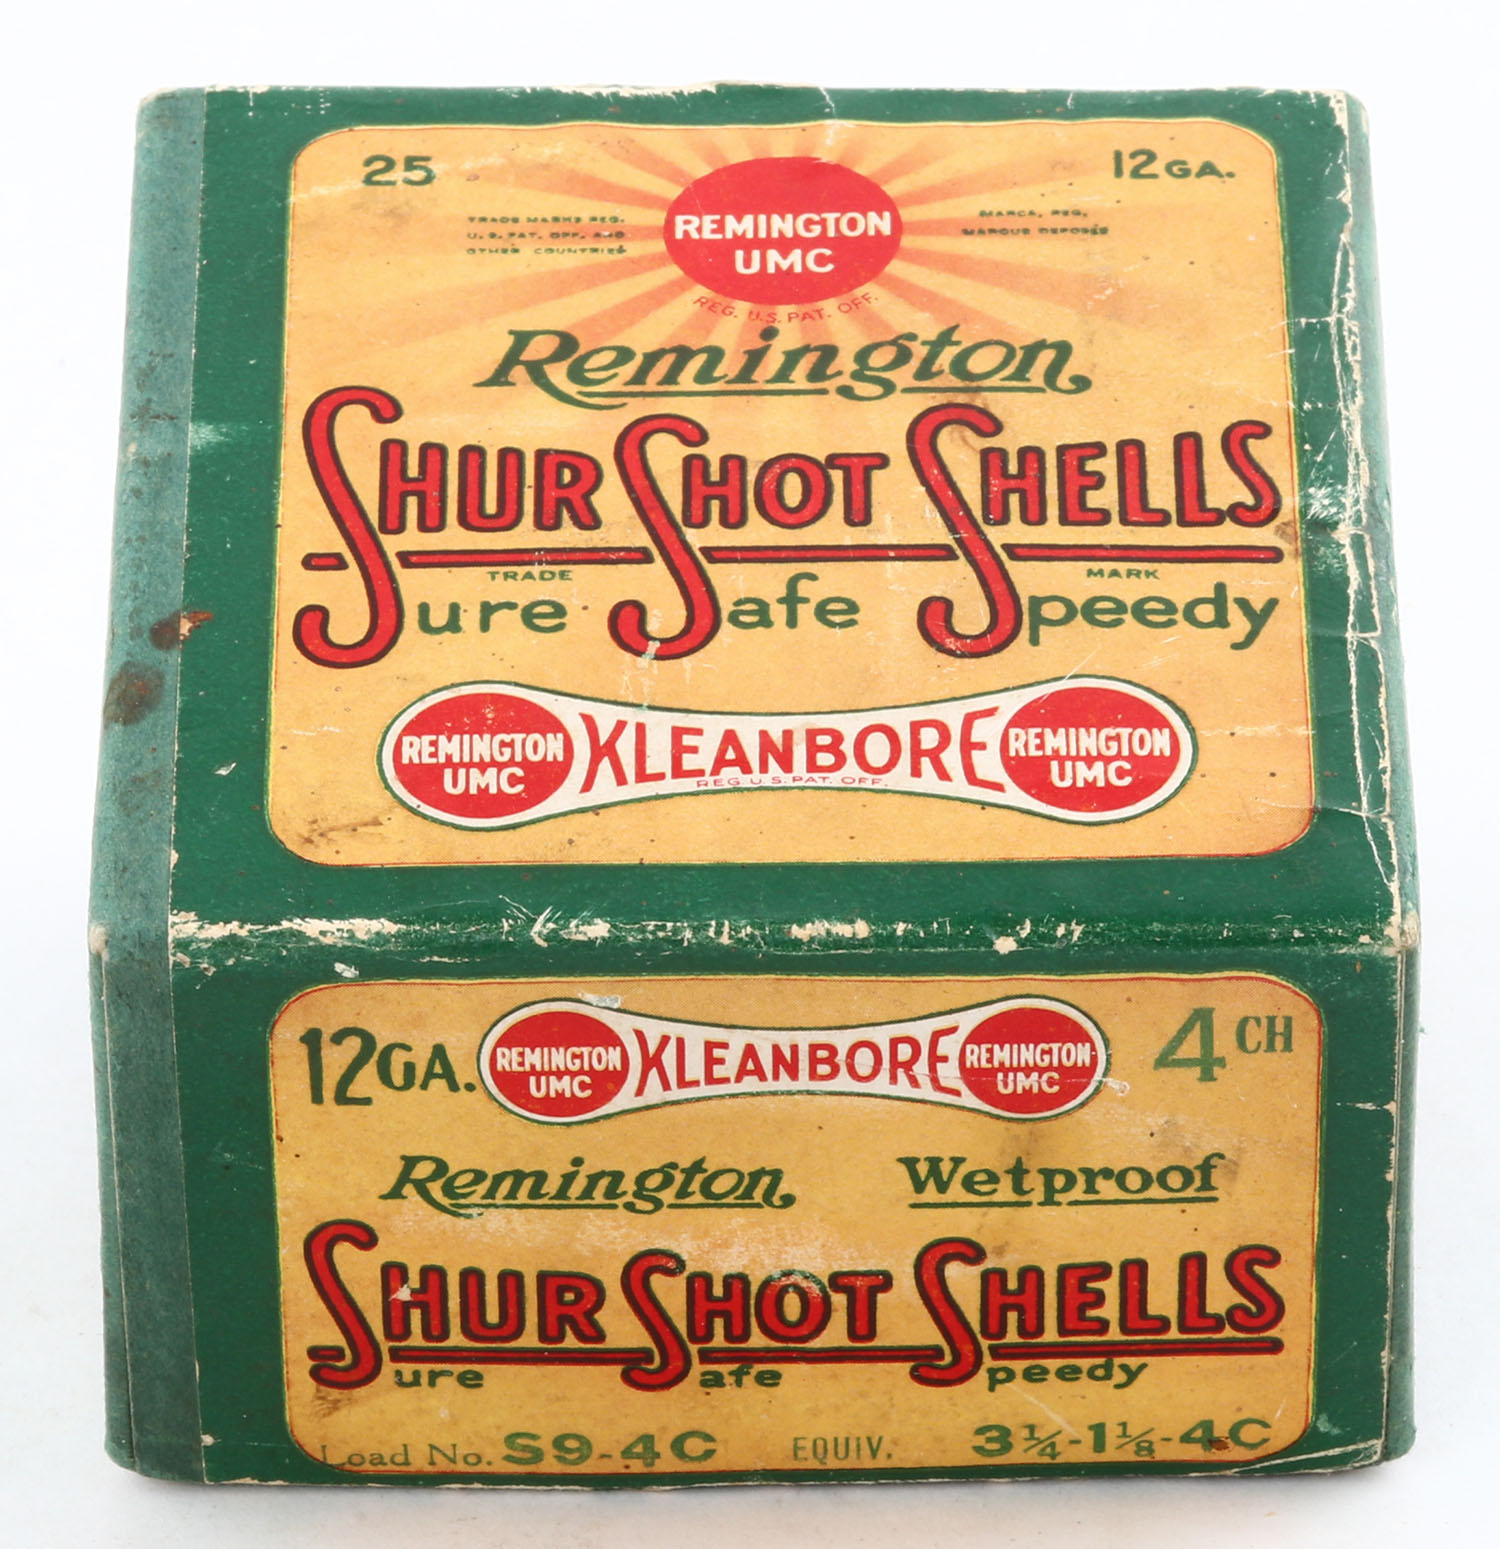 25
12GA.
TRADE MARKS REG.
U. S. PAT. OFF. AND
OTHER COUNTRIES
REMINGTON
UMC
REG. U.S. PAT. OFF.
MARCA, REG,
MARQUE DEPOSÉE
Remington,
SHUR SHOT SHELLS
TRADE MARK
Sure Safe Speedy
REMINGTON
UMC
KLEANBORE
REG. U.S. PAT. OFF.
REMINGTON
UMC
12GA.
REMINGTON
UMC
KLEANBORE
REMINGTON
UMC
4 CH
Remington, Wetproof
SHUR SHOT SHELLS
Sure Safe Speedy
Load No. S9-4C EQUIV. 3¼-1⅛-4C